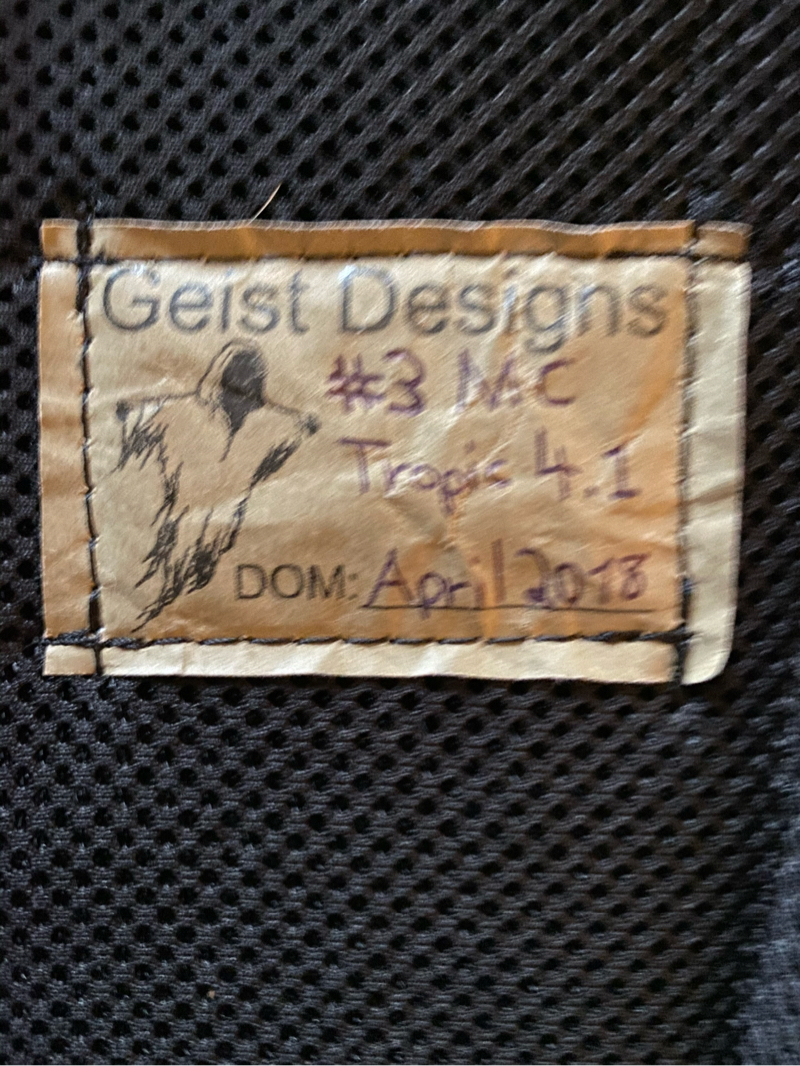 Geist Designs
#3 MC
Tropic 4.1
DOM: April 2018